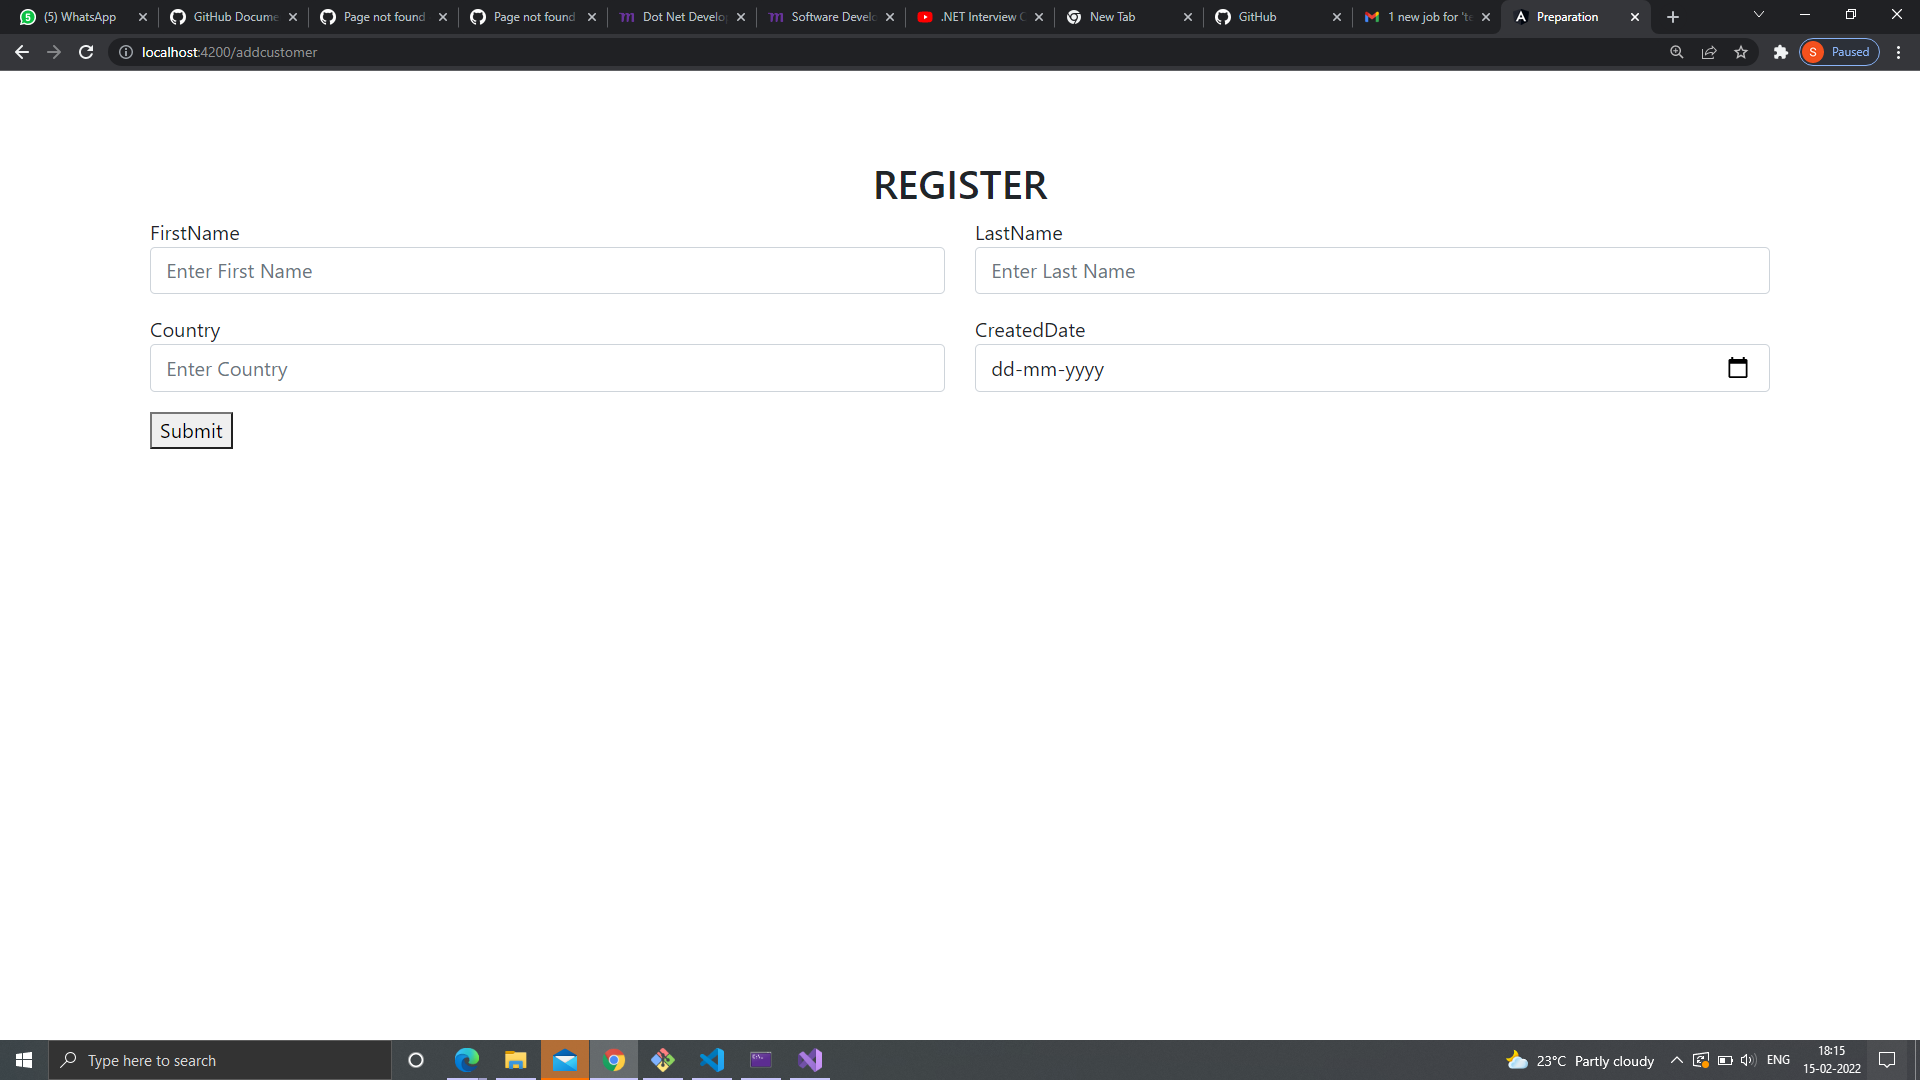 (5) WhatsApp
GitHub Docume
Page not found
Page not found
Dot Net Develop
Software Develo
.NET Interview
New Tab
GitHub
1 new job for 'te
Preparation
localhost:4200/addcustomer
S Paused
REGISTER
FirstName
LastName
Enter First Name
Enter Last Name
Country
CreatedDate
Enter Country
dd-mm-yyyy
Submit
Type here to search
23°C Partly cloudy
ENG
18:15
15-02-2022